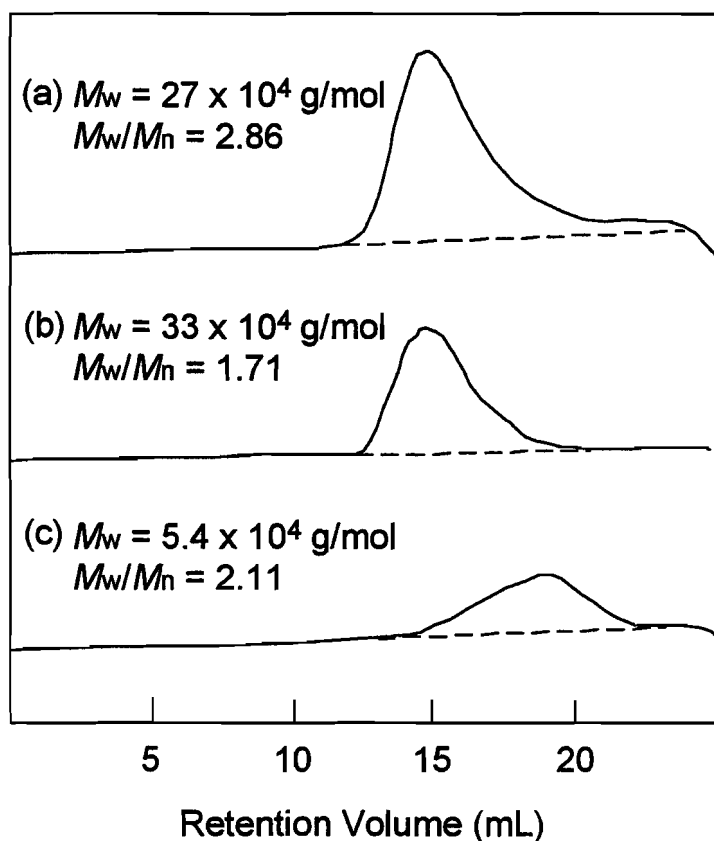 (a) Mw = 27 x 10⁴ g/mol
Mw/Mn = 2.86
(b) Mw = 33 x 10⁴ g/mol
Mw/Mn = 1.71
(c) Mw = 5.4 x 10⁴ g/mol
Mw/Mn = 2.11
5 10 15 20
Retention Volume (mL)